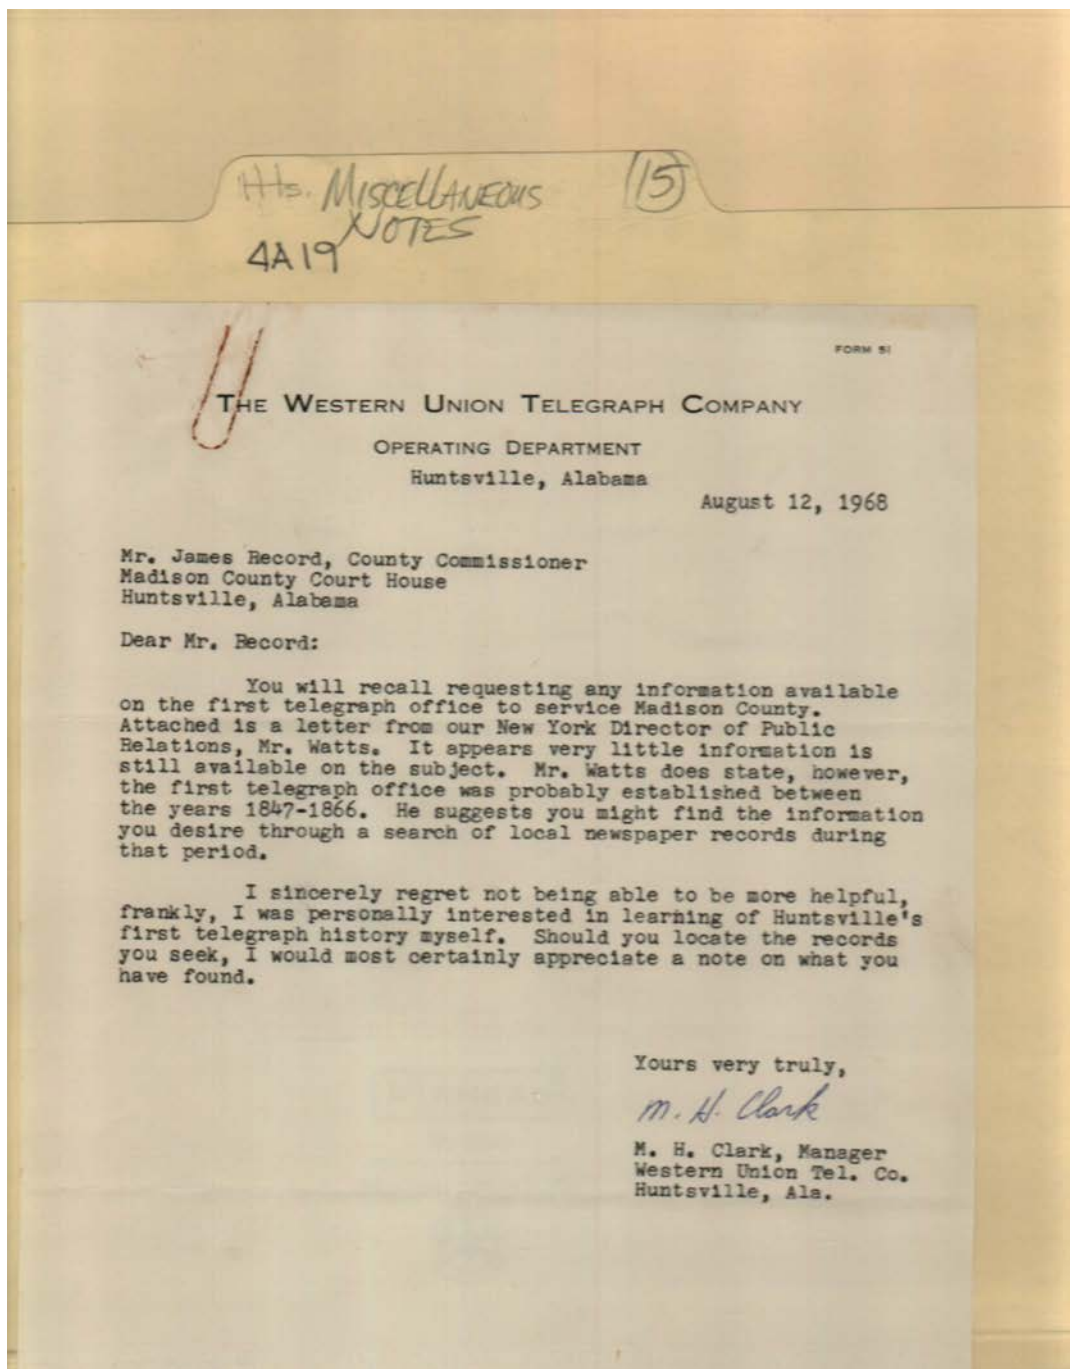 Hts. MISCELLANEOUS 15
NOTES
4A19
FORM 51
THE WESTERN UNION TELEGRAPH COMPANY
OPERATING DEPARTMENT
Huntsville, Alabama
August 12, 1968
Mr. James Record, County Commissioner
Madison County Court House
Huntsville, Alabama
Dear Mr. Record:
You will recall requesting any information available
on the first telegraph office to service Madison County.
Attached is a letter from our New York Director of Public
Relations, Mr. Watts. It appears very little information is
still available on the subject. Mr. Watts does state, however,
the first telegraph office was probably established between
the years 1847-1866. He suggests you might find the information
you desire through a search of local newspaper records during
that period.
I sincerely regret not being able to be more helpful,
frankly, I was personally interested in learning of Huntsville's
first telegraph history myself. Should you locate the records
you seek, I would most certainly appreciate a note on what you
have found.
Yours very truly,
M. H. Clark
M. H. Clark, Manager
Western Union Tel. Co.
Huntsville, Ala.